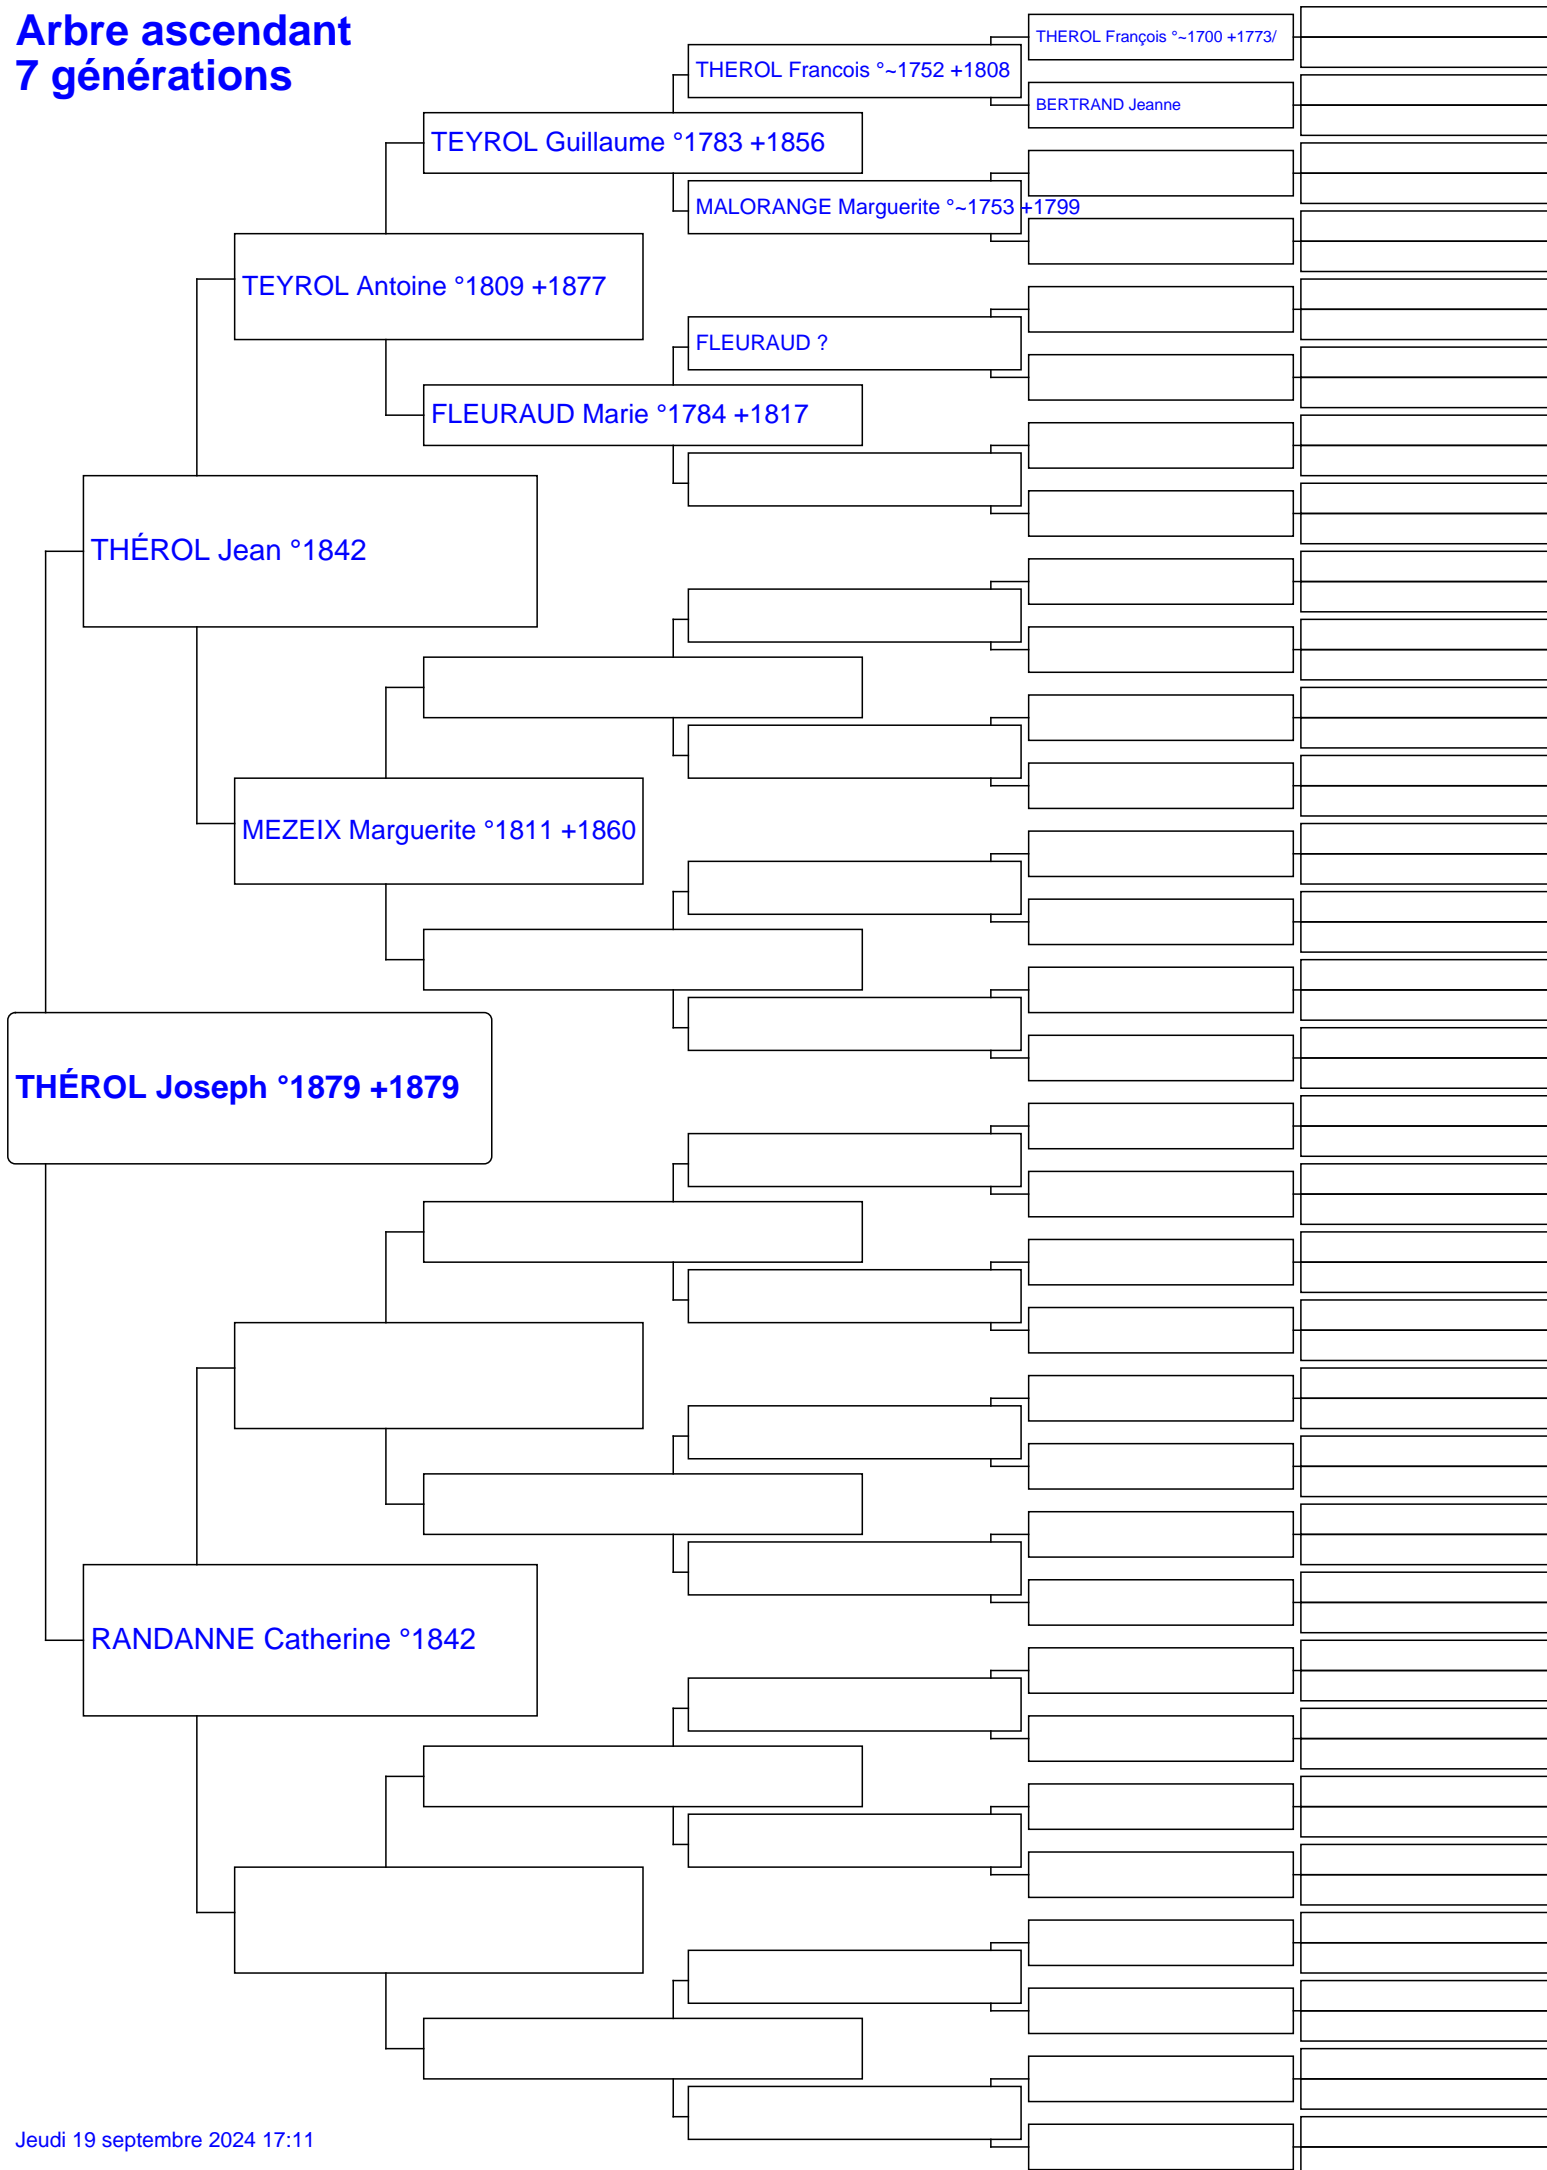 Arbre ascendant
7 générations
THEROL François °~1700 +1773/
THEROL Francois °~1752 +1808
BERTRAND Jeanne
TEYROL Guillaume °1783 +1856
MALORANGE Marguerite °~1753 +1799
TEYROL Antoine °1809 +1877
FLEURAUD ?
FLEURAUD Marie °1784 +1817
THÉROL Jean °1842
MEZEIX Marguerite °1811 +1860
THÉROL Joseph °1879 +1879
RANDANNE Catherine °1842
Jeudi 19 septembre 2024 17:11